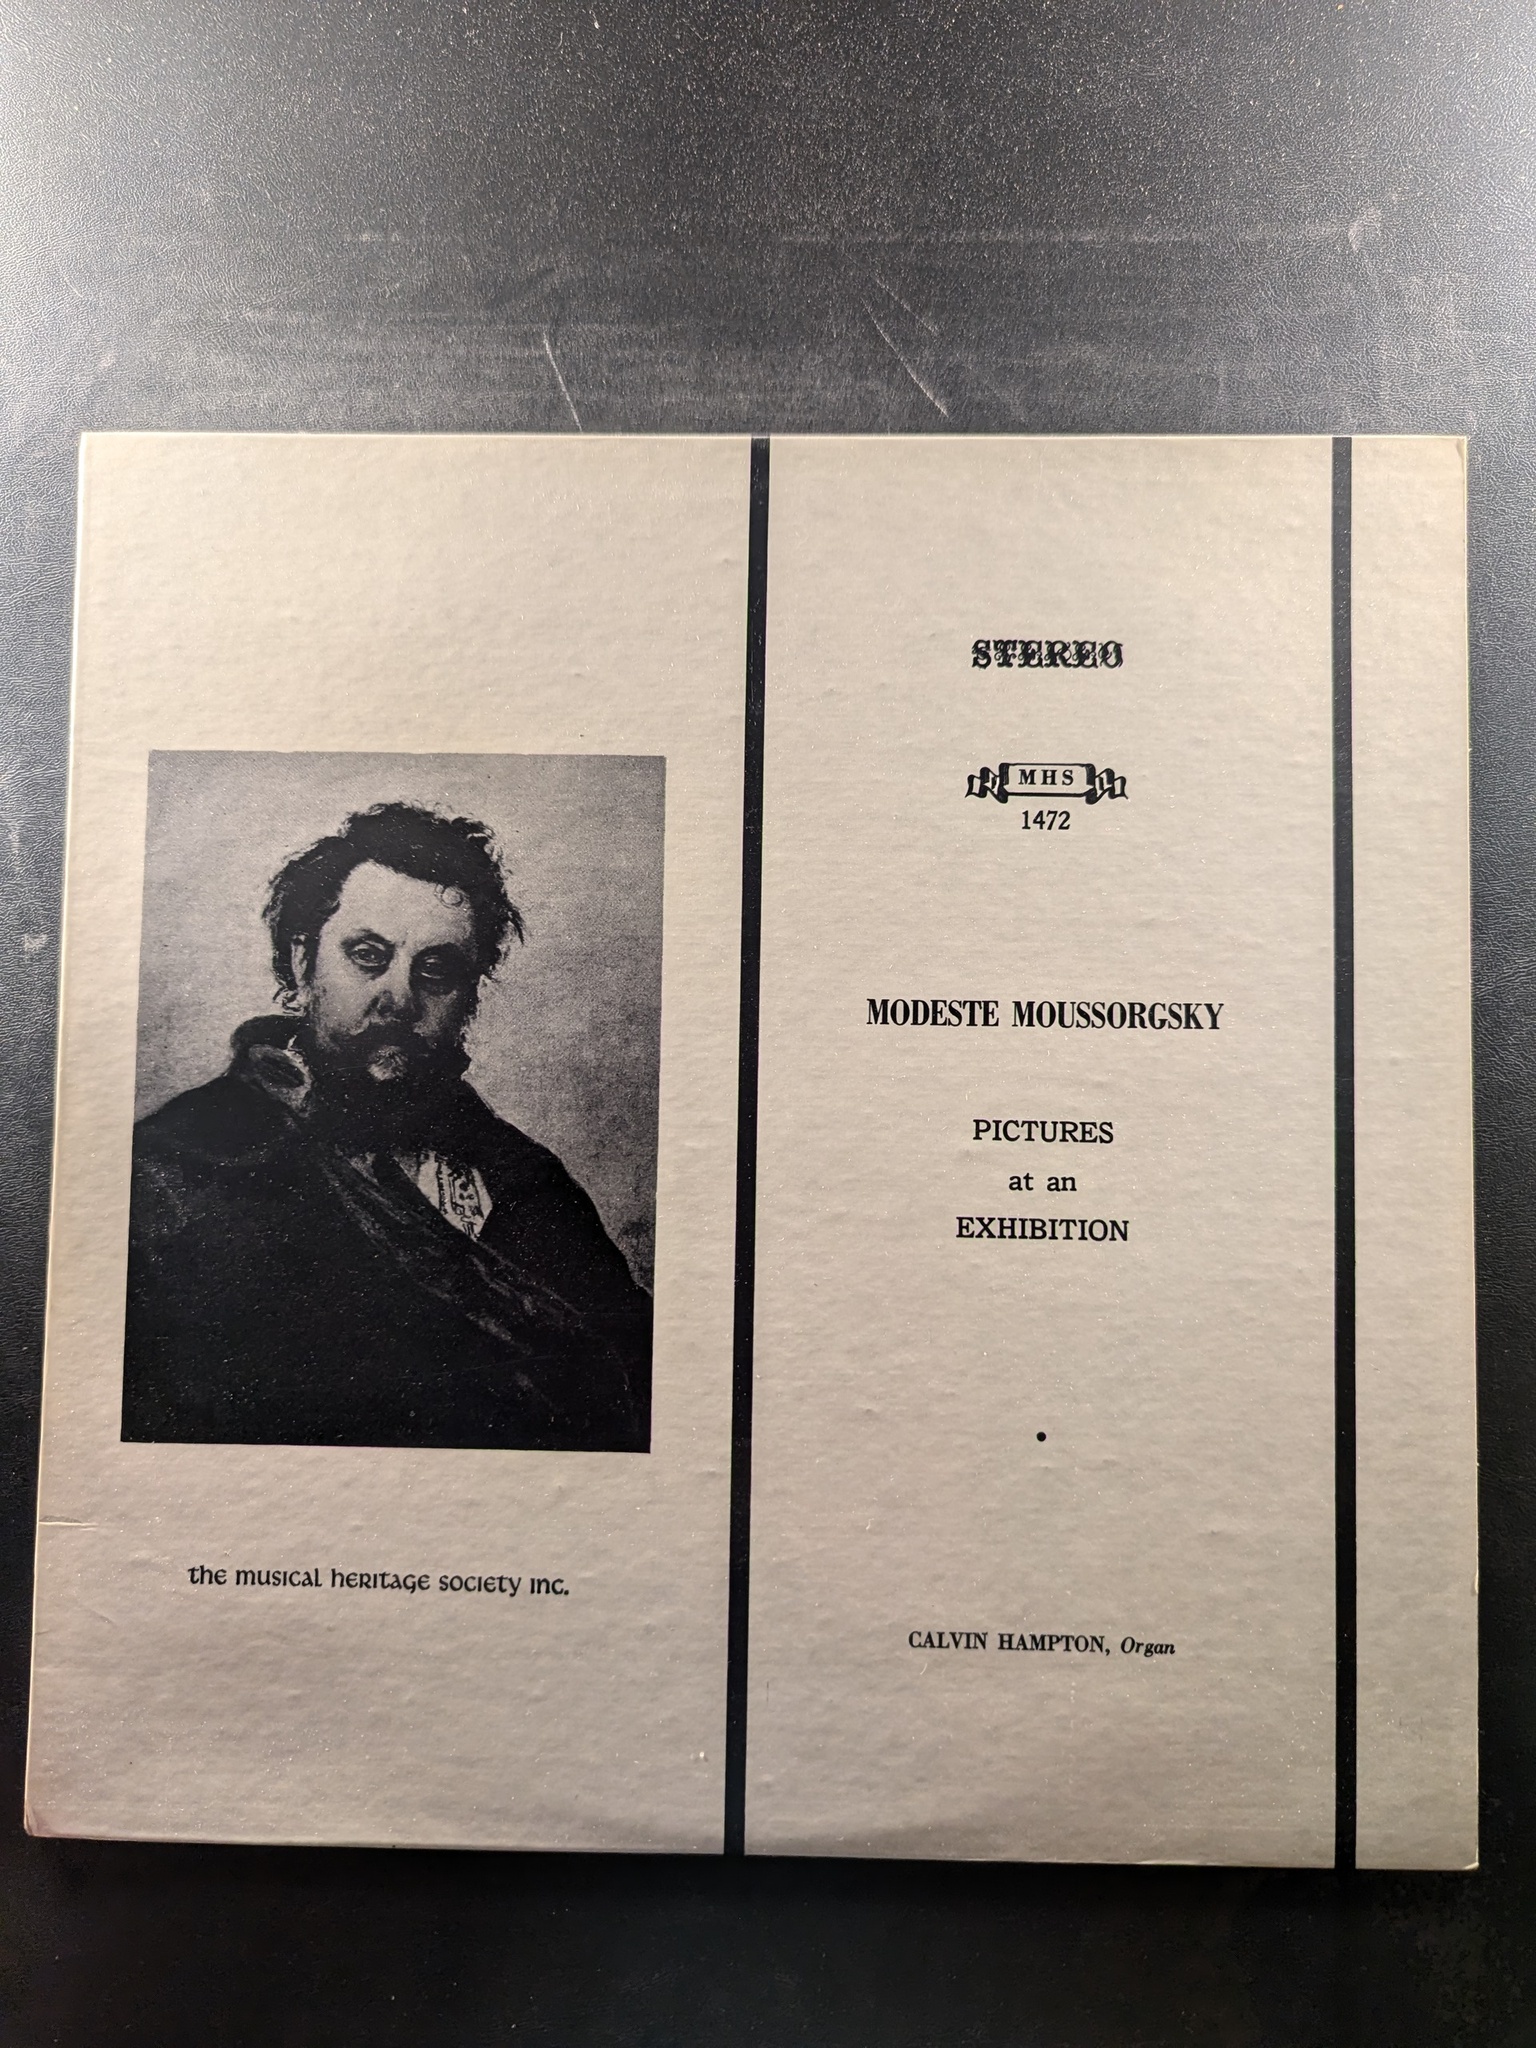 STEREO
MHS
1472
MODESTE MOUSSORGSKY
PICTURES
at an
EXHIBITION
the musical heritage society inc.
CALVIN HAMPTON, Organ